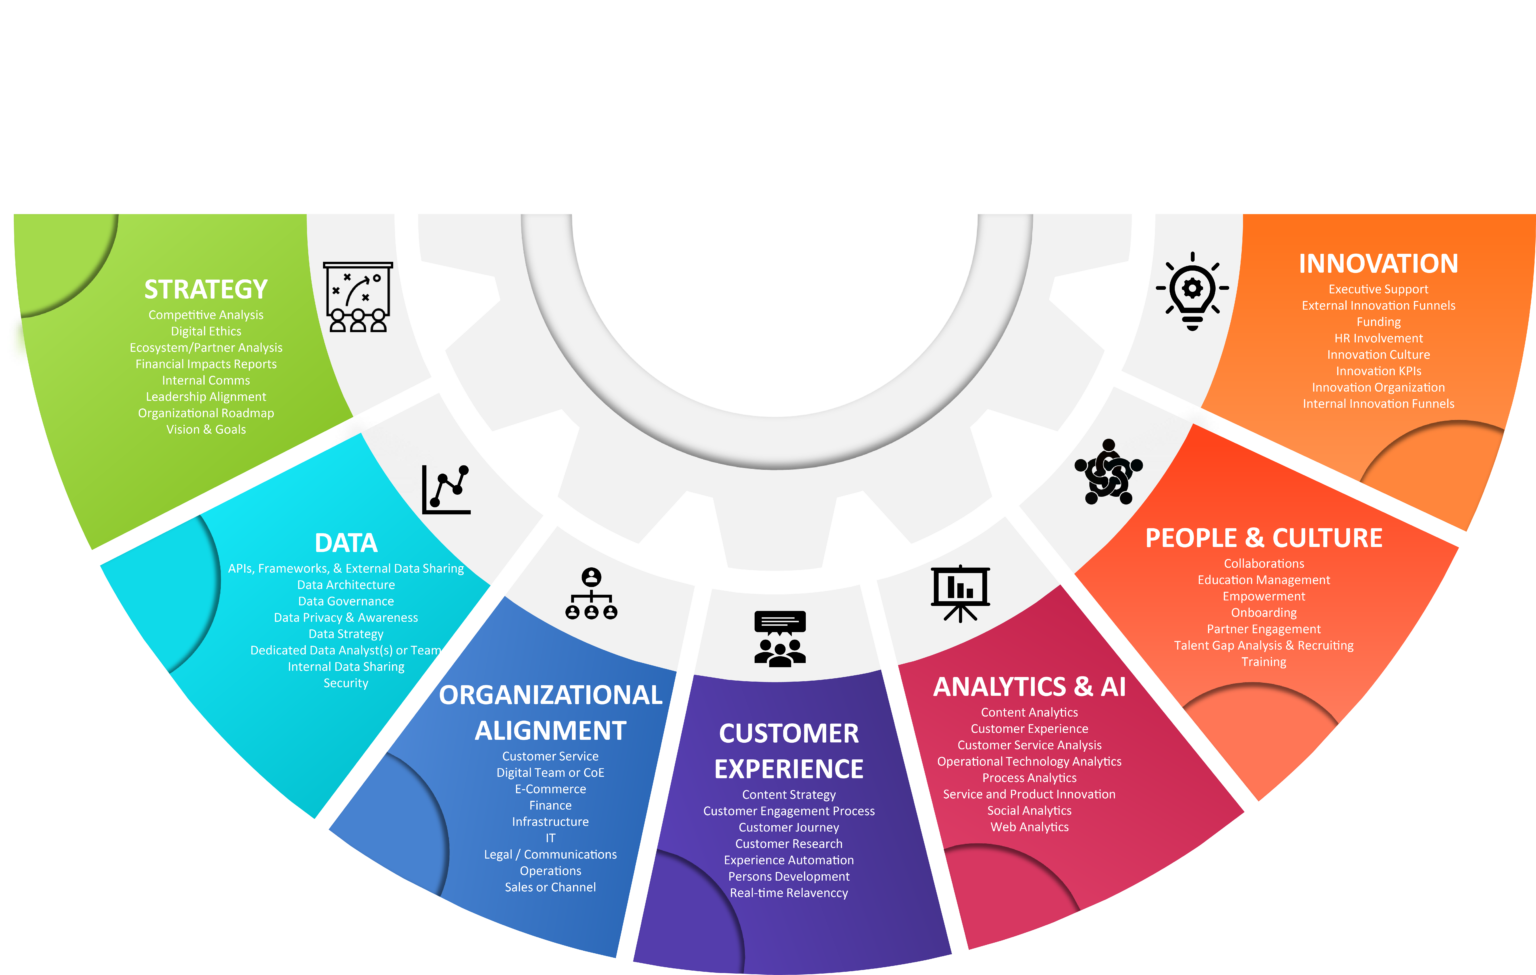 STRATEGY
Competitive Analysis
Digital Ethics
Ecosystem/Partner Analysis
Financial Impacts Reports
Internal Comms
Leadership Alignment
Organizational Roadmap
Vision & Goals
DATA
APIs, Frameworks, & External Data Sharing
Data Architecture
Data Governance
Data Privacy & Awareness
Data Strategy
Dedicated Data Analyst(s) or Team
Internal Data Sharing
Security
ORGANIZATIONAL
ALIGNMENT
Customer Service
Digital Team or CoE
E-Commerce
Finance
Infrastructure
IT
Legal / Communications
Operations
Sales or Channel
CUSTOMER
EXPERIENCE
Content Strategy
Customer Engagement Process
Customer Journey
Customer Research
Experience Automation
Persons Development
Real-time Relavenccy
ANALYTICS & AI
Content Analytics
Customer Experience
Customer Service Analysis
Operational Technology Analytics
Process Analytics
Service and Product Innovation
Social Analytics
Web Analytics
PEOPLE & CULTURE
Collaborations
Education Management
Empowerment
Onboarding
Partner Engagement
Talent Gap Analysis & Recruiting
Training
INNOVATION
Executive Support
External Innovation Funnels
Funding
HR Involvement
Innovation Culture
Innovation KPIs
Innovation Organization
Internal Innovation Funnels